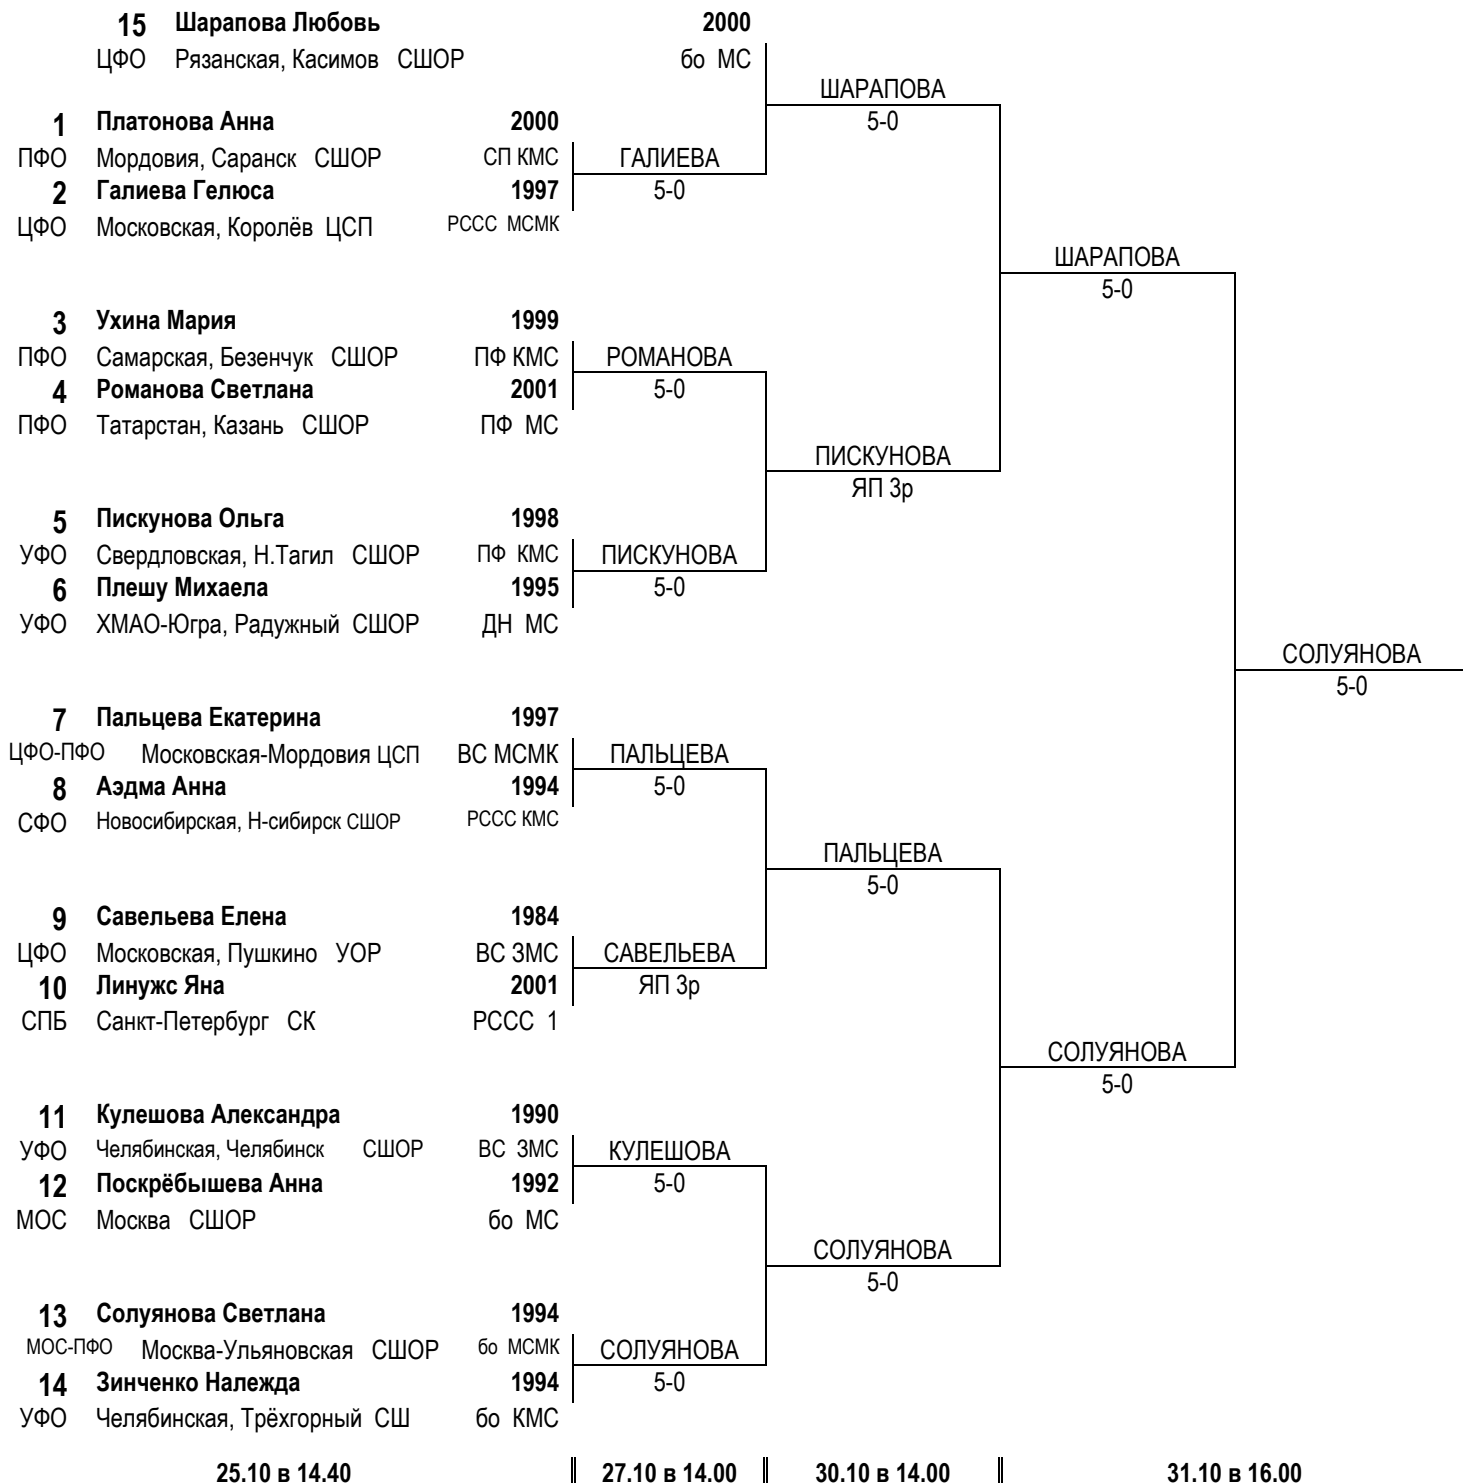 15 Шарапова Любовь 2000
ЦФО Рязанская, Касимов СШОР бо МС
ШАРАПОВА
1 Платонова Анна 2000 5-0
ПФО Мордовия, Саранск СШОР СП КМС ГАЛИЕВА
2 Галиева Гелюса 1997 5-0
ЦФО Московская, Королёв ЦСП РССС МСМК
ШАРАПОВА
5-0
3 Ухина Мария 1999
ПФО Самарская, Безенчук СШОР ПФ КМС РОМАНОВА
4 Романова Светлана 2001 5-0
ПФО Татарстан, Казань СШОР ПФ МС
ПИСКУНОВА
ЯП 3р
5 Пискунова Ольга 1998
УФО Свердловская, Н.Тагил СШОР ПФ КМС ПИСКУНОВА
6 Плешу Михаела 1995 5-0
УФО ХМАО-Югра, Радужный СШОР ДН МС
СОЛУЯНОВА
5-0
7 Пальцева Екатерина 1997
ЦФО-ПФО Московская-Мордовия ЦСП ВС МСМК ПАЛЬЦЕВА
8 Аэдма Анна 1994 5-0
СФО Новосибирская, Н-сибирск СШОР РССС КМС
ПАЛЬЦЕВА
5-0
9 Савельева Елена 1984
ЦФО Московская, Пушкино УОР ВС ЗМС САВЕЛЬЕВА
10 Линужс Яна 2001 ЯП 3р
СПБ Санкт-Петербург СК РССС 1
СОЛУЯНОВА
5-0
11 Кулешова Александра 1990
УФО Челябинская, Челябинск СШОР ВС ЗМС КУЛЕШОВА
12 Поскрёбышева Анна 1992 5-0
МОС Москва СШОР бо МС
СОЛУЯНОВА
5-0
13 Солуянова Светлана 1994
МОС-ПФО Москва-Ульяновская СШОР бо МСМК СОЛУЯНОВА
14 Зинченко Належда 1994 5-0
УФО Челябинская, Трёхгорный СШ бо КМС
25.10 в 14.40 27.10 в 14.00 30.10 в 14.00 31.10 в 16.00